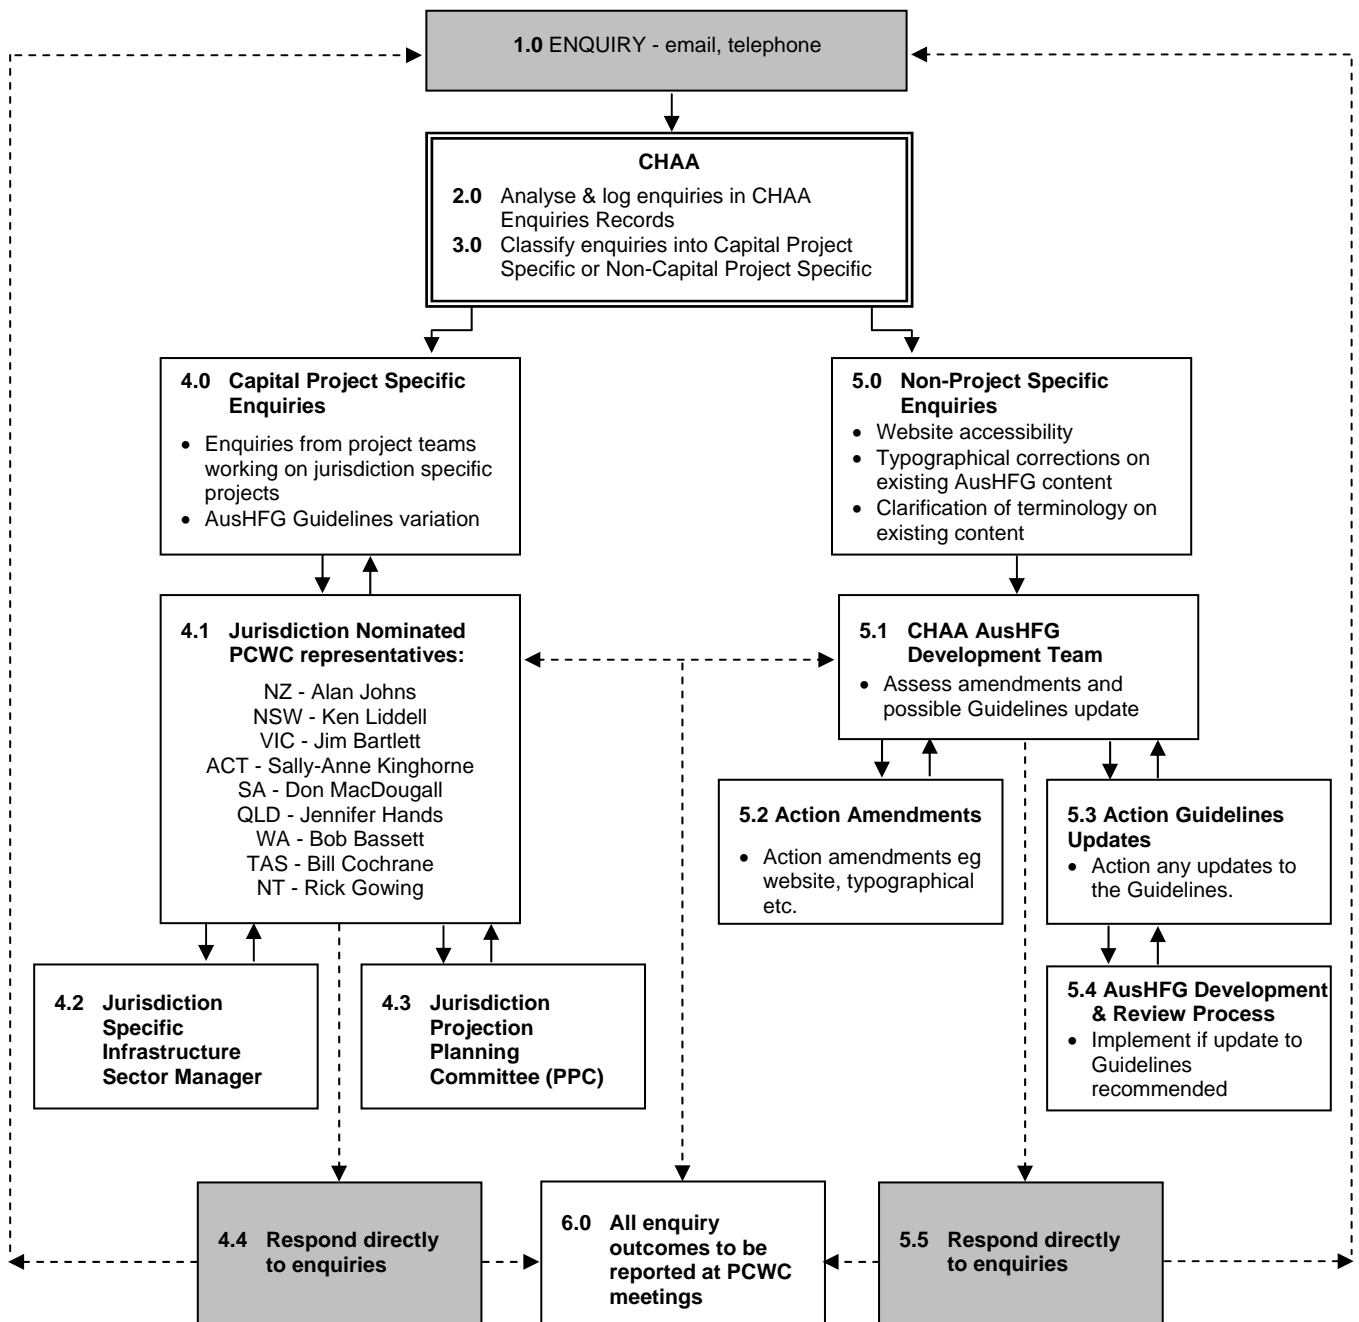 1.0 ENQUIRY - email, telephone
CHAA
2.0 Analyse & log enquiries in CHAA
Enquiries Records
3.0 Classify enquiries into Capital Project
Specific or Non-Capital Project Specific
4.0 Capital Project Specific
Enquiries
• Enquiries from project teams
working on jurisdiction specific
projects
• AusHFG Guidelines variation
5.0 Non-Project Specific
Enquiries
• Website accessibility
• Typographical corrections on
existing AusHFG content
• Clarification of terminology on
existing content
4.1 Jurisdiction Nominated
PCWC representatives:
NZ - Alan Johns
NSW - Ken Liddell
VIC - Jim Bartlett
ACT - Sally-Anne Kinghorne
SA - Don MacDougall
QLD - Jennifer Hands
WA - Bob Bassett
TAS - Bill Cochrane
NT - Rick Gowing
5.1 CHAA AusHFG
Development Team
• Assess amendments and
possible Guidelines update
5.2 Action Amendments
• Action amendments eg
website, typographical
etc.
5.3 Action Guidelines
Updates
• Action any updates to
the Guidelines.
4.2 Jurisdiction
Specific
Infrastructure
Sector Manager
4.3 Jurisdiction
Projection
Planning
Committee (PPC)
5.4 AusHFG Development
& Review Process
• Implement if update to
Guidelines
recommended
4.4 Respond directly
to enquiries
6.0 All enquiry
outcomes to be
reported at PCWC
meetings
5.5 Respond directly
to enquiries